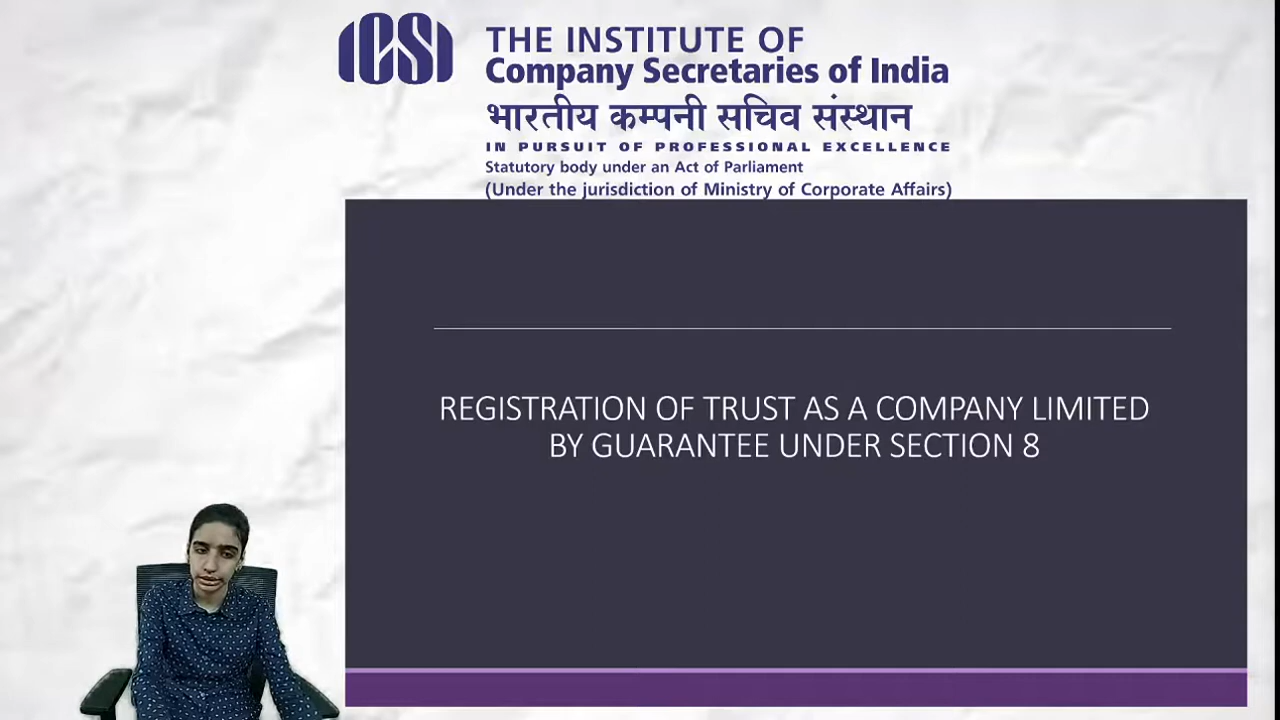 ICSI
THE INSTITUTE OF
Company Secretaries of India
भारतीय कम्पनी सचिव संस्थान
IN PURSUIT OF PROFESSIONAL EXCELLENCE
Statutory body under an Act of Parliament
(Under the jurisdiction of Ministry of Corporate Affairs)
REGISTRATION OF TRUST AS A COMPANY LIMITED
BY GUARANTEE UNDER SECTION 8